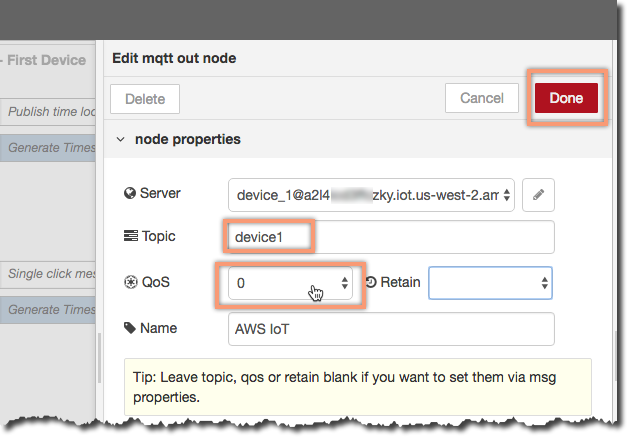 Edit mqtt out node
- First Device
Delete
Cancel
Done
Publish time loc
node properties
Generate Times
Server
device_1@a2l4 zky.iot.us-west-2.am
Topic
device1
Single click mes
QoS
0
Retain
Generate Times
Name
AWS IoT
Tip: Leave topic, qos or retain blank if you want to set them via msg
properties.